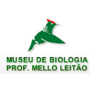 MUSEU DE BIOLOGIA
PROF. MELLO LEITÃO